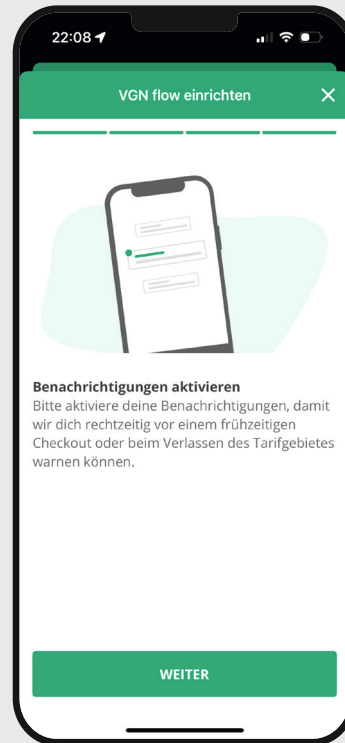 22:08
VGN flow einrichten
Benachrichtigungen aktivieren
Bitte aktiviere deine Benachrichtigungen, damit
wir dich rechtzeitig vor einem frühzeitigen
Checkout oder beim Verlassen des Tarifgebietes
warnen können.
WEITER